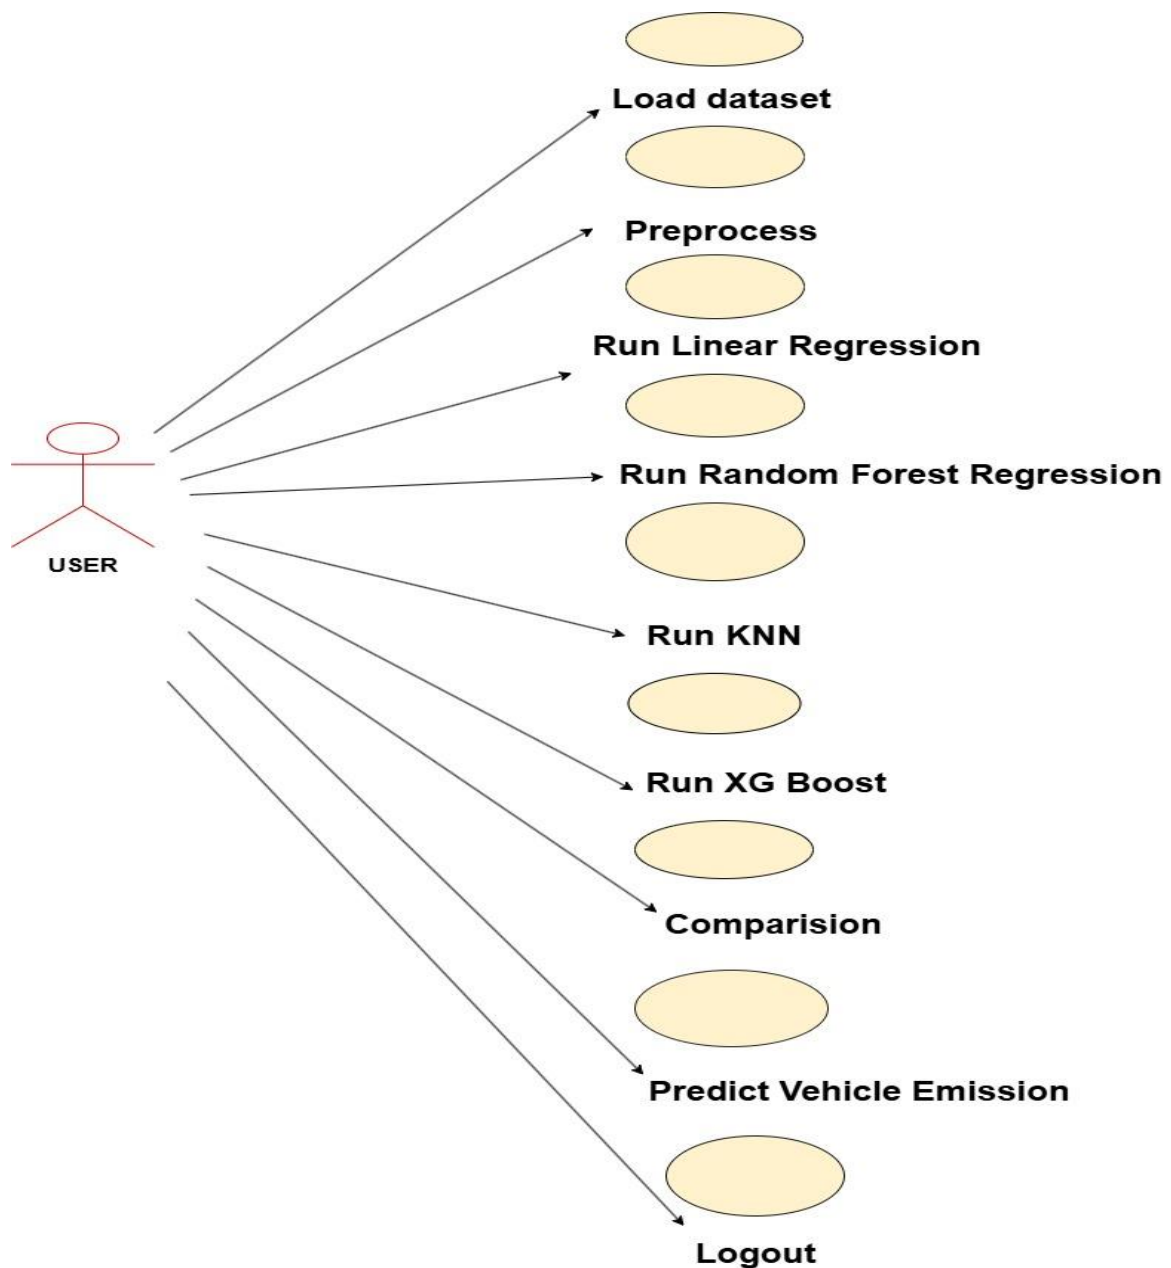 Load dataset
Preprocess
Run Linear Regression
Run Random Forest Regression
USER
Run KNN
Run XG Boost
Comparision
Predict Vehicle Emission
Logout